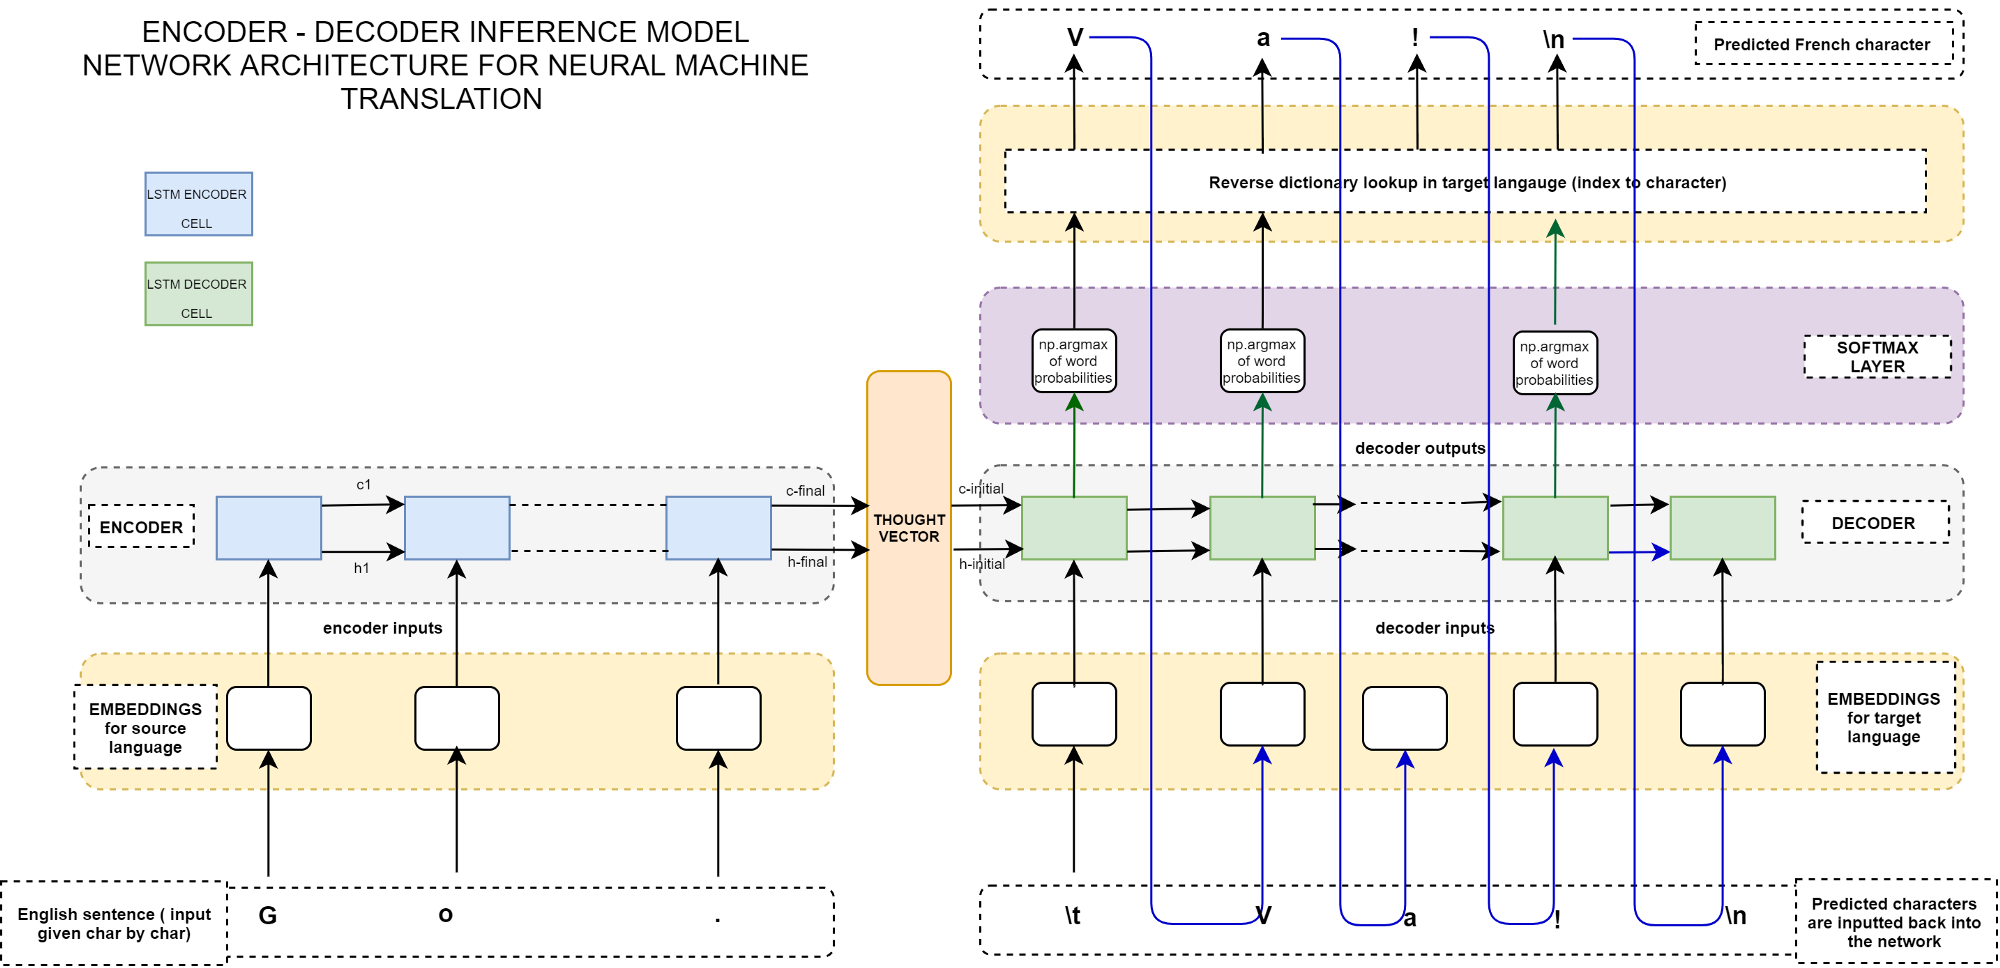 ENCODER - DECODER INFERENCE MODEL
NETWORK ARCHITECTURE FOR NEURAL MACHINE
TRANSLATION
LSTM ENCODER
CELL
LSTM DECODER
CELL
V a ! \n
Predicted French character
Reverse dictionary lookup in target langauge (index to character)
np.argmax
of word
probabilities
np.argmax
of word
probabilities
np.argmax
of word
probabilities
SOFTMAX
LAYER
decoder outputs
ENCODER
c1
h1
c-final
h-final
THOUGHT
VECTOR
c-initial
h-initial
DECODER
encoder inputs
decoder inputs
EMBEDDINGS
for source
language
EMBEDDINGS
for target
language
English sentence ( input
given char by char)
G o .
\t V a ! \n
Predicted characters
are inputted back into
the network